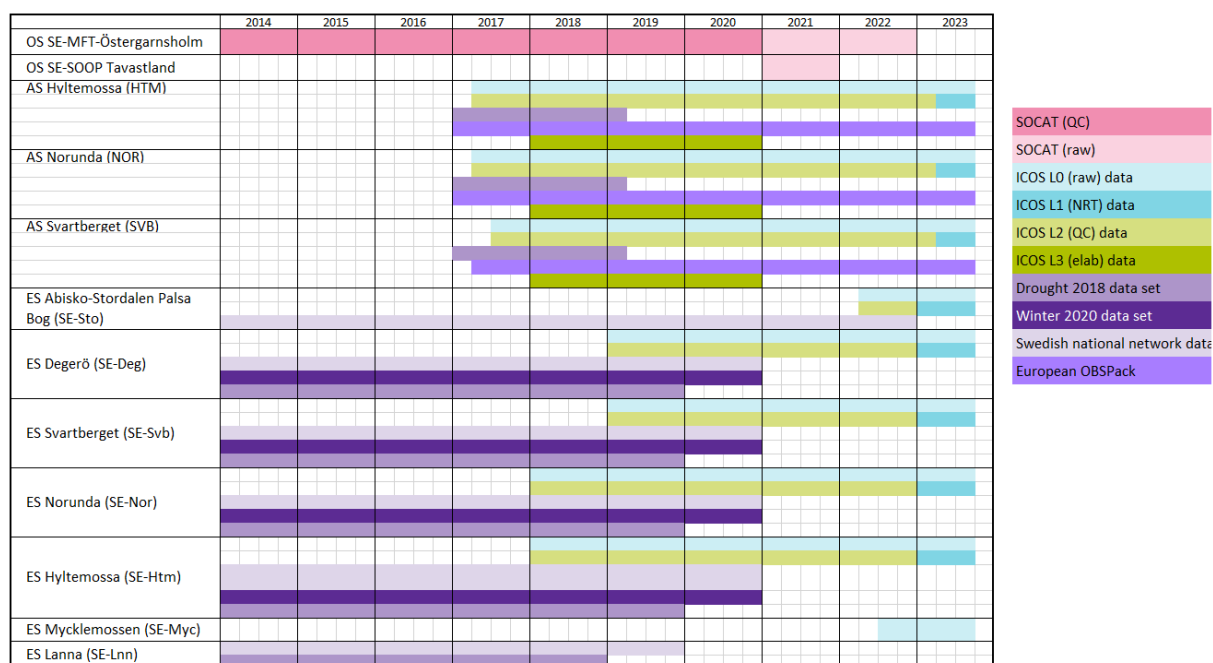 2014 2015 2016 2017 2018 2019 2020 2021 2022 2023
OS SE-MFT-Östergarnsholm
OS SE-SOOP Tavastland
AS Hyltemossa (HTM)
AS Norunda (NOR)
AS Svartberget (SVB)
ES Abisko-Stordalen Palsa
Bog (SE-Sto)
ES Degerö (SE-Deg)
ES Svartberget (SE-Svb)
ES Norunda (SE-Nor)
ES Hyltemossa (SE-Htm)
ES Mycklemossen (SE-Myc)
ES Lanna (SE-Lnn)
SOCAT (QC)
SOCAT (raw)
ICOS L0 (raw) data
ICOS L1 (NRT) data
ICOS L2 (QC) data
ICOS L3 (elab) data
Drought 2018 data set
Winter 2020 data set
Swedish national network data
European OBSPack